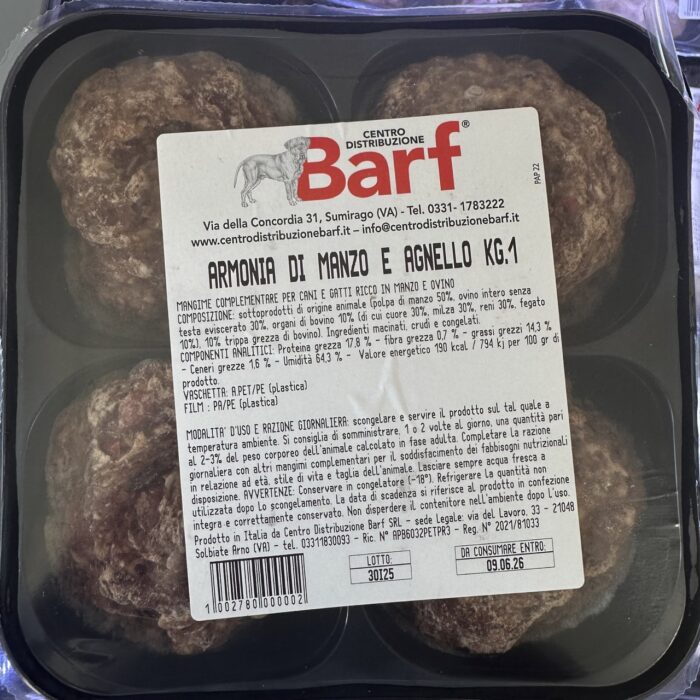 CENTRO
DISTRIBUZIONE
Barf®
PAP 22
Via della Concordia 31, Sumirago (VA) - Tel. 0331- 1783222
www.centrodistribuzionebarf.it – info@centrodistribuzionebarf.it
ARMONIA DI MANZO E AGNELLO KG.1
MANGIME COMPLEMENTARE PER CANI E GATTI RICCO IN MANZO E OVINO
COMPOSIZIONE: sottoprodotti di origine animale (polpa di manzo 50%, ovino intero senza
testa eviscerato 30%, organi di bovino 10% (di cui cuore 30%, milza 30%, reni 30%, fegato
10%), 10% trippa grezza di bovino). Ingredienti macinati, crudi e congelati.
COMPONENTI ANALITICI: Proteina grezza 17,8 % - fibra grezza 0,7 % - grassi grezzi 14,3 %
- Ceneri grezze 1,6 % - Umidità 64,3 % - Valore energetico 190 kcal / 794 kj per 100 gr di
prodotto.
VASCHETTA: A.PET/PE (plastica)
FILM : PA/PE (plastica)
MODALITA' D'USO E RAZIONE GIORNALIERA: scongelare e servire il prodotto sul tal quale a
temperatura ambiente. Si consiglia di somministrare, 1 o 2 volte al giorno, una quantità pari
al 2-3% del peso corporeo dell'animale calcolato in fase adulta. Completare la razione
giornaliera con altri mangimi complementari per il soddisfacimento dei fabbisogni nutrizionali
in relazione ad età, stile di vita e taglia dell'animale. Lasciare sempre acqua fresca a
disposizione. AVVERTENZE: Conservare in congelatore (-18°). Refrigerare la quantità non
utilizzata dopo lo scongelamento. La data di scadenza si riferisce al prodotto in confezione
integra e correttamente conservato. Non disperdere il contenitore nell'ambiente dopo l'uso.
Prodotto in Italia da Centro Distribuzione Barf SRL - sede legale: via del Lavoro, 33 - 21048
Solbiate Arno (VA) - tel. 03311830093 - Ric. N° APB6032PETPR3 - Reg. N° 2021/81033
1 002780 000002
LOTTO:
30I25
DA CONSUMARE ENTRO:
09.06.26